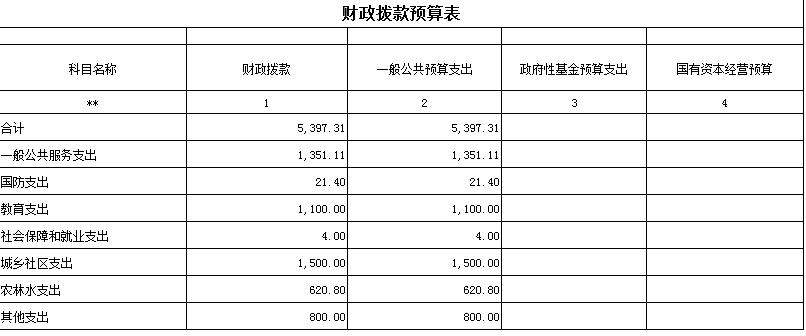 财政拨款预算表
科目名称 财政拨款 一般公共预算支出 政府性基金预算支出 国有资本经营预算
** 1 2 3 4
合计 5,397.31 5,397.31
一般公共服务支出 1,351.11 1,351.11
国防支出 21.40 21.40
教育支出 1,100.00 1,100.00
社会保障和就业支出 4.00 4.00
城乡社区支出 1,500.00 1,500.00
农林水支出 620.80 620.80
其他支出 800.00 800.00